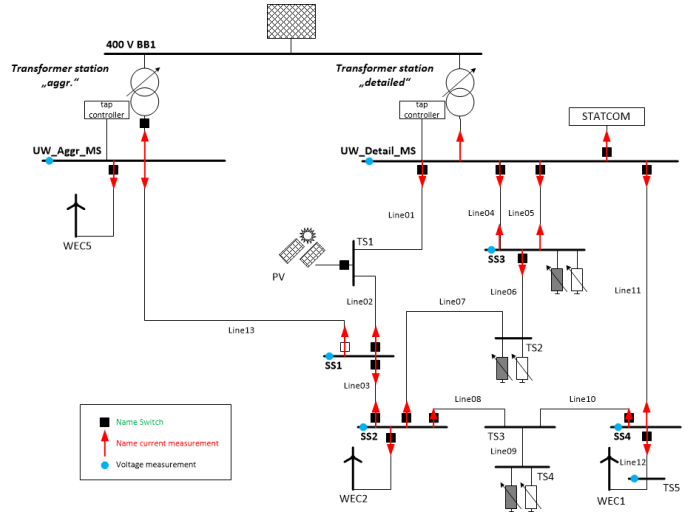 400 V BB1
Transformer station
„aggr.“
Transformer station
„detailed“
tap
controller
tap
controller
STATCOM
UW_Aggr_MS
UW_Detail_MS
Line01
Line04
Line05
WEC5
TS1
PV
SS3
Line02
Line07
Line06
Line11
Line13
TS2
SS1
Line03
Line08
Line10
SS2
TS3
SS4
Line09
Line12
TS4
WEC2
WEC1
TS5
Name Switch
Name current measurement
Voltage measurement